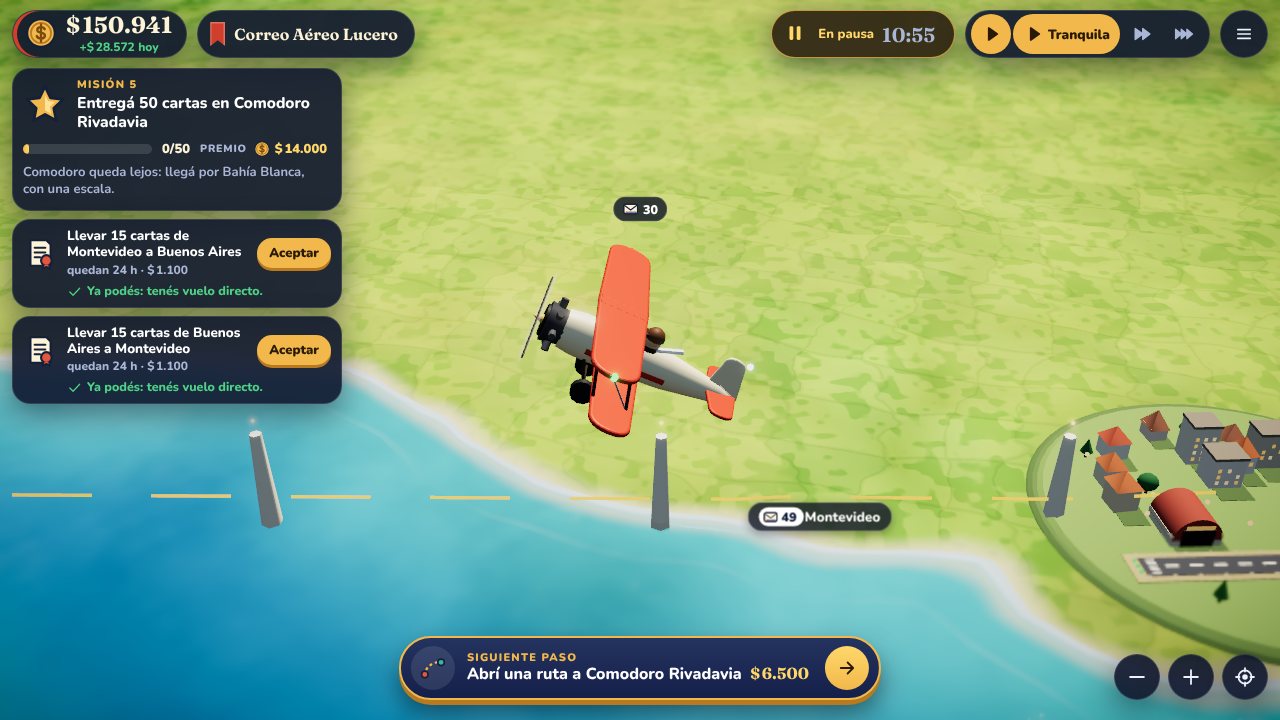 $150.941
+$28.572 hoy
Correo Aéreo Lucero
En pausa 10:55
Tranquila
MISIÓN 5
Entregá 50 cartas en Comodoro
Rivadavia
0/50 PREMIO $14.000
Comodoro queda lejos: llegá por Bahía Blanca,
con una escala.
Llevar 15 cartas de
Montevideo a Buenos Aires
quedan 24 h · $1.100
Aceptar
Ya podés: tenés vuelo directo.
Llevar 15 cartas de Buenos
Aires a Montevideo
quedan 24 h · $1.100
Aceptar
Ya podés: tenés vuelo directo.
30
49 Montevideo
SIGUIENTE PASO
Abrí una ruta a Comodoro Rivadavia $6.500